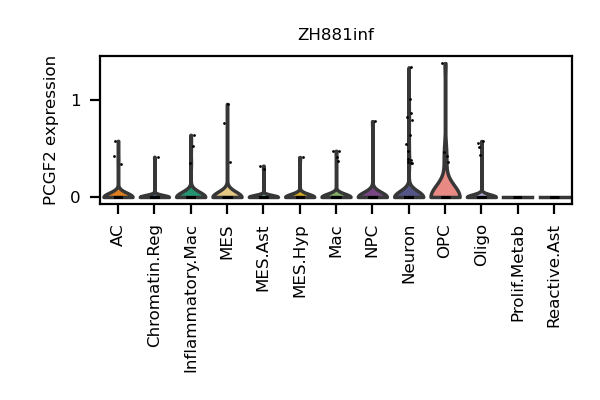 ZH881inf
PCGF2 expression
1
0
AC
Chromatin.Reg
Inflammatory.Mac
MES
MES.Ast
MES.Hyp
Mac
NPC
Neuron
OPC
Oligo
Prolif.Metab
Reactive.Ast